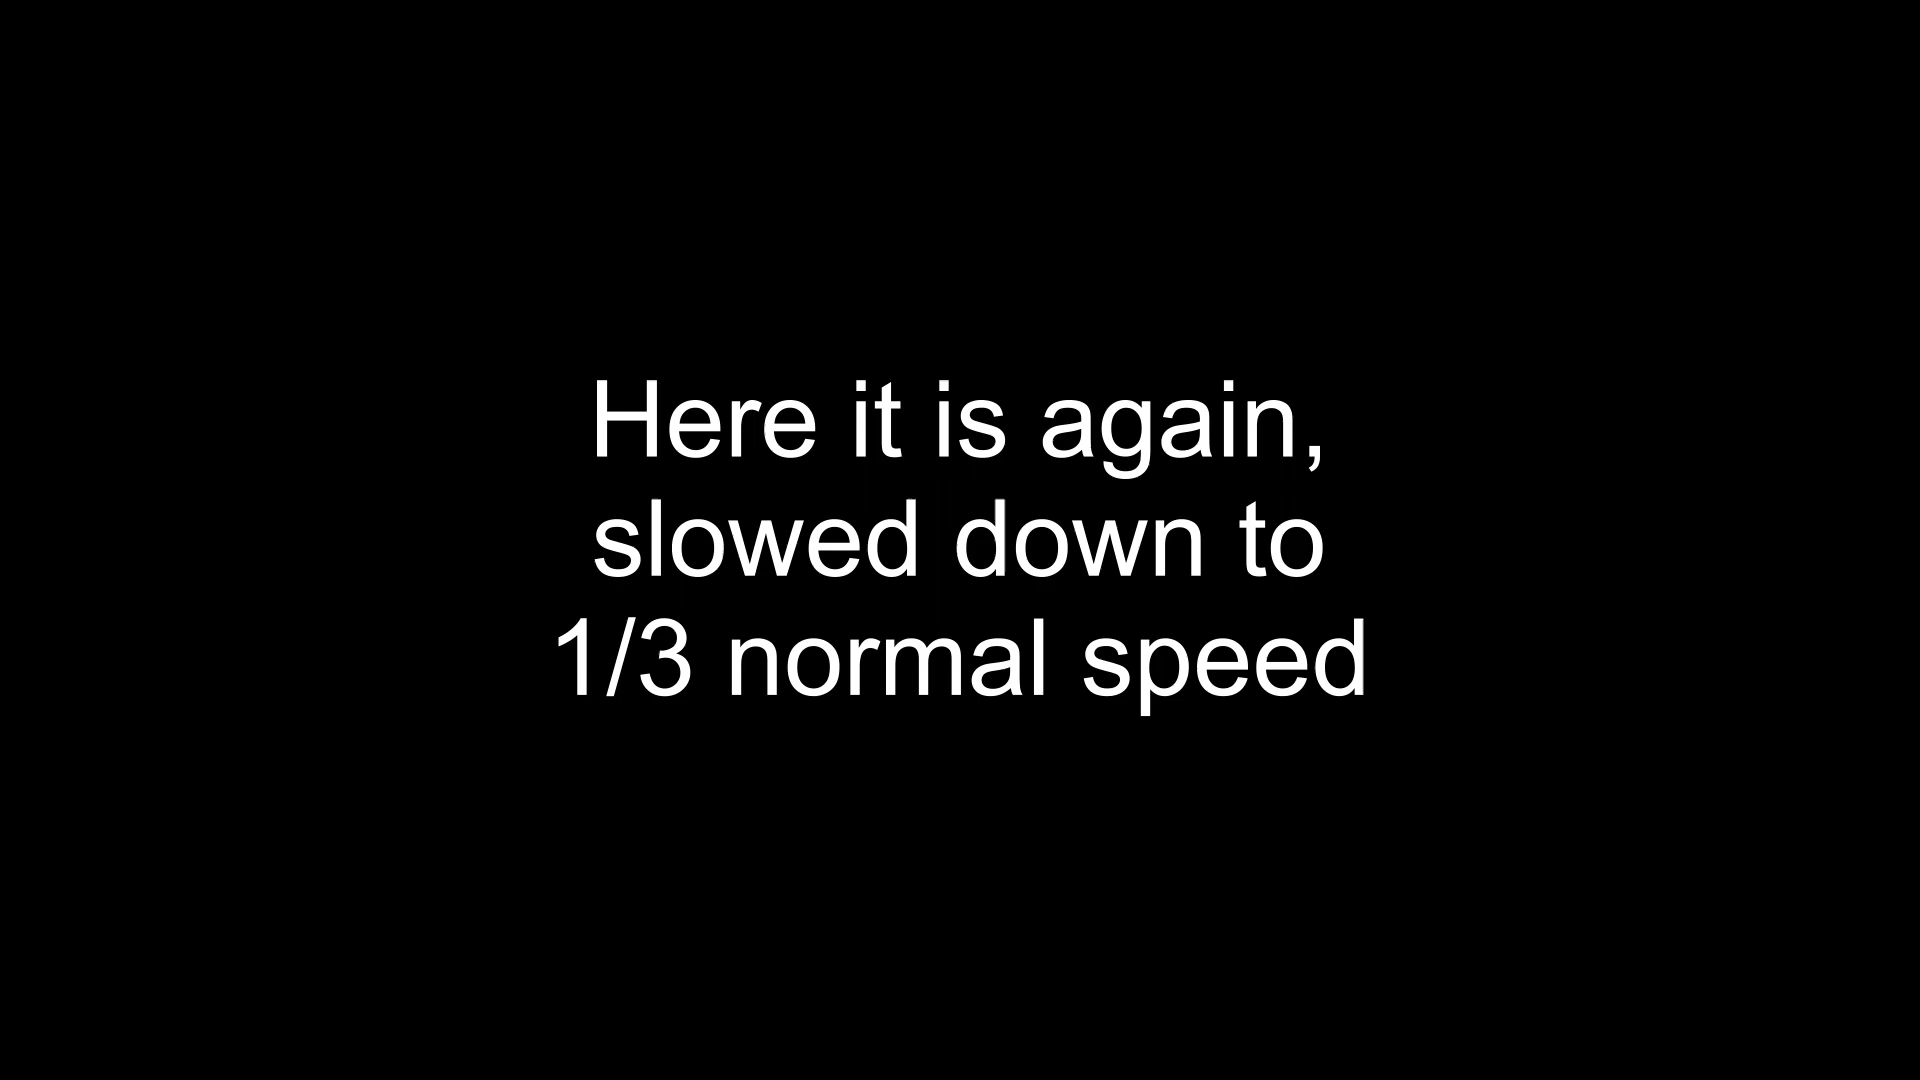 Here it is again,
slowed down to
1/3 normal speed